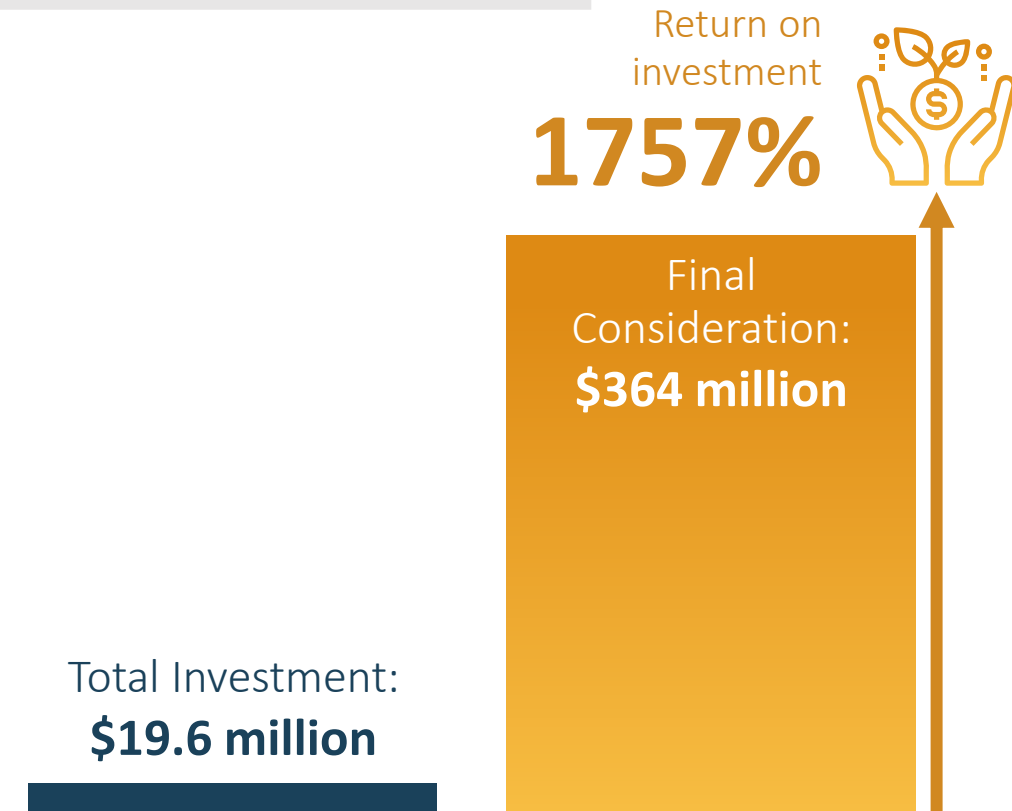 Return on
investment
1757%
Final
Consideration:
$364 million
Total Investment:
$19.6 million
$